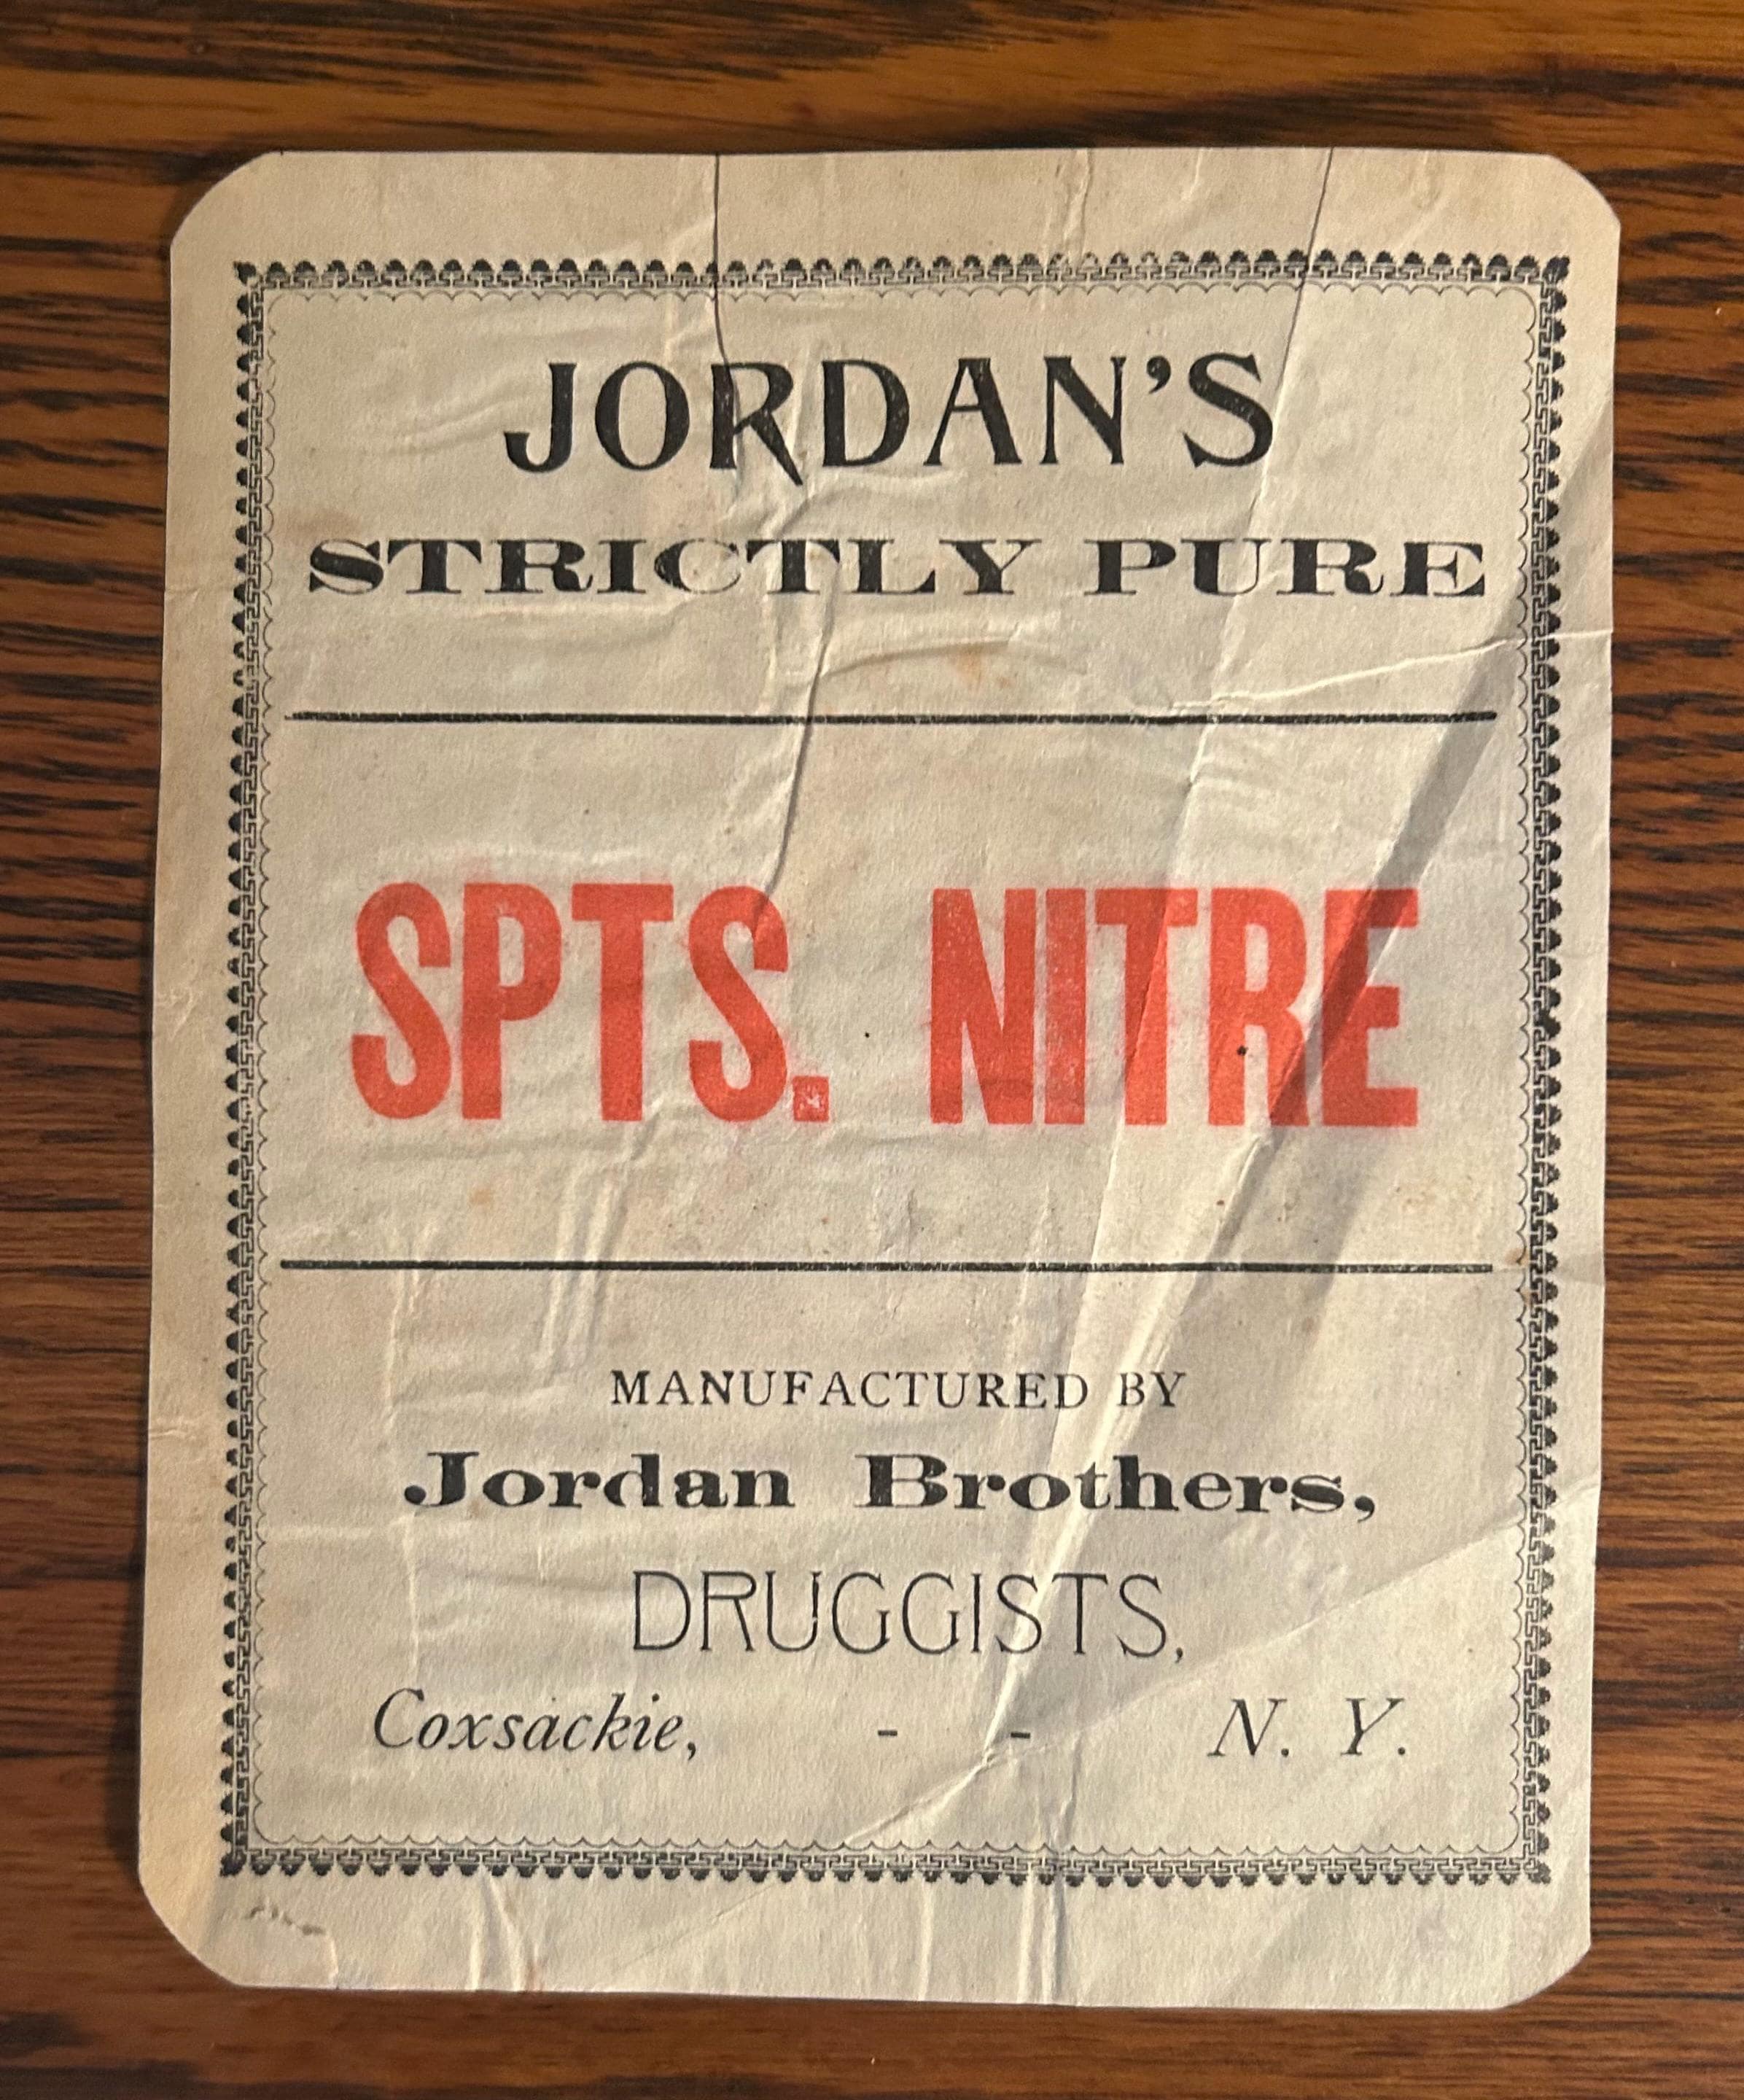 JORDAN'S
STRICTLY PURE
SPTS. NITRE
MANUFACTURED BY
Jordan Brothers,
DRUGGISTS,
Coxsackie, - - N. Y.